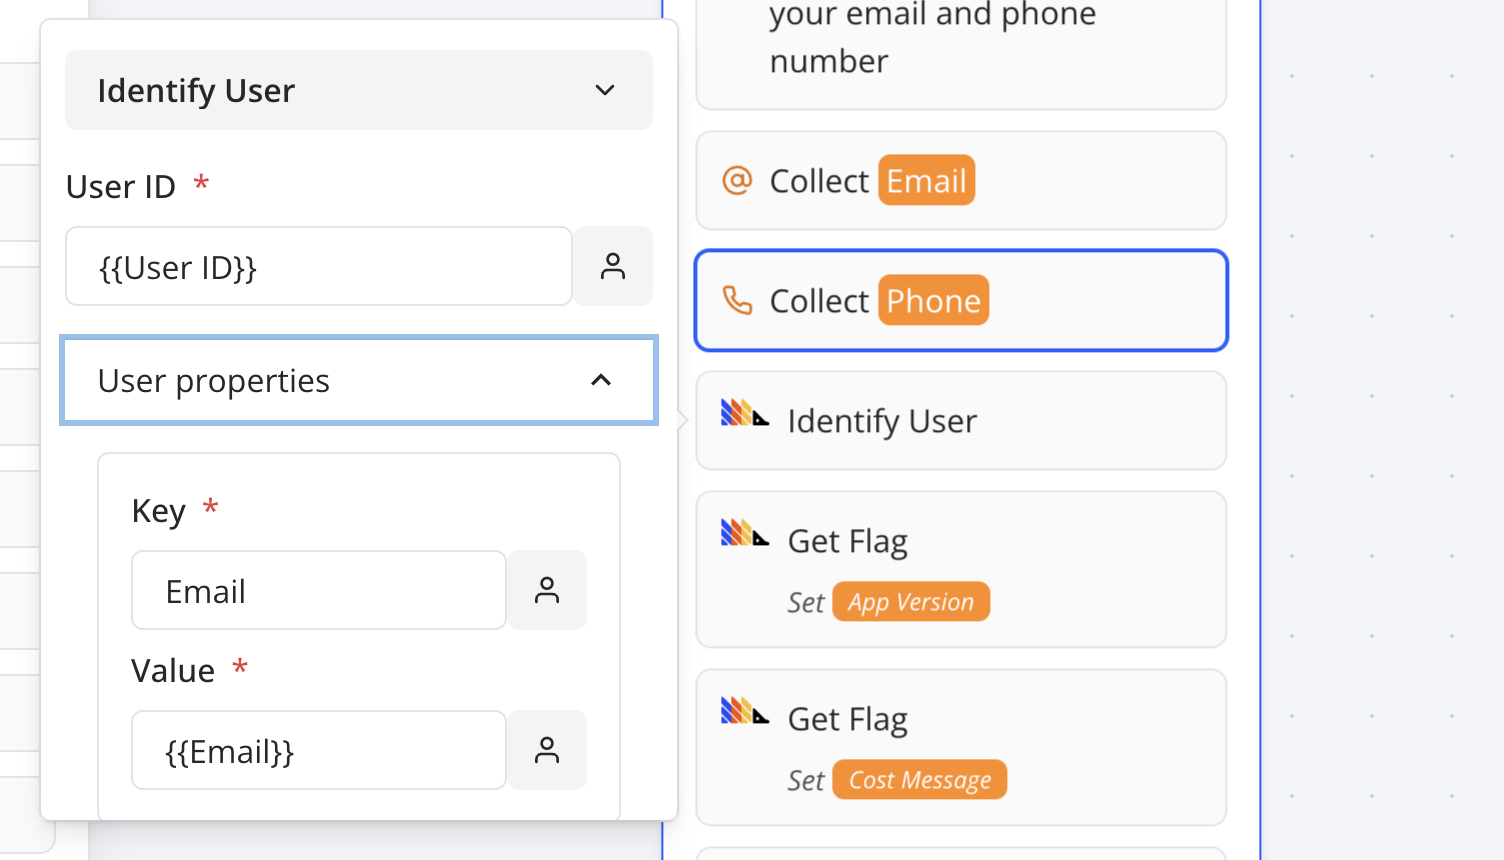 Identify User
User ID *
{{User ID}}
User properties
Key *
Email
Value *
{{Email}}
your email and phone
number
Collect Email
Collect Phone
Identify User
Get Flag
Set App Version
Get Flag
Set Cost Message